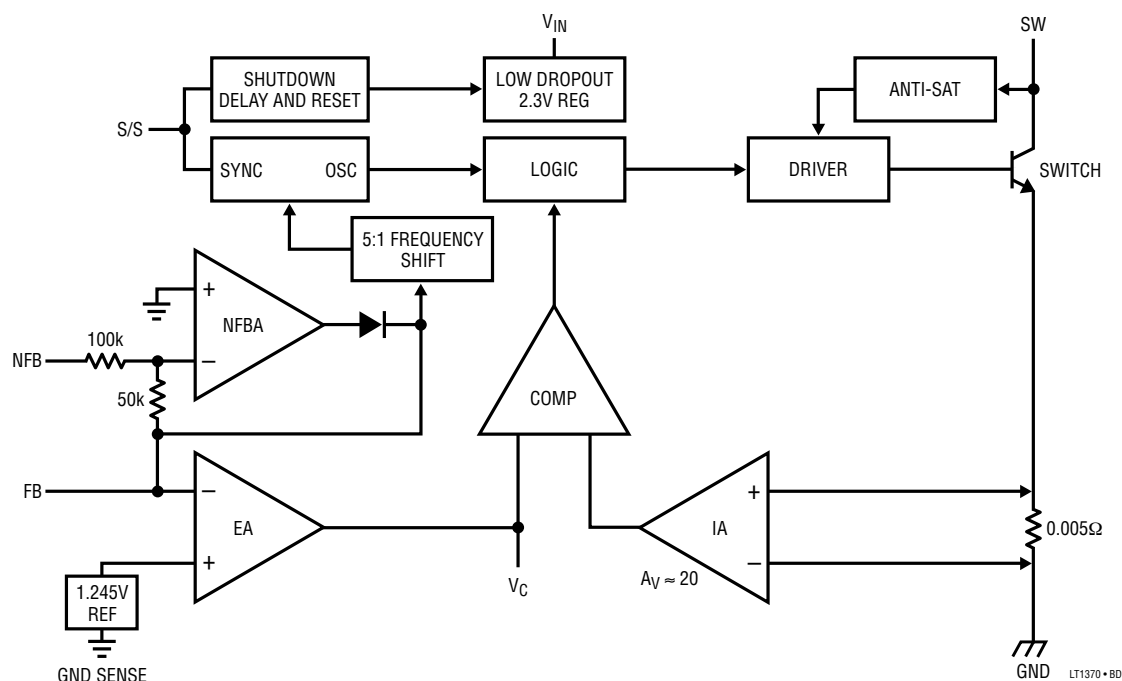 V_IN
SW
SHUTDOWN
DELAY AND RESET
LOW DROPOUT
2.3V REG
ANTI-SAT
S/S
SYNC
OSC
LOGIC
DRIVER
SWITCH
5:1 FREQUENCY
SHIFT
+
NFBA
–
NFB
100k
50k
COMP
FB
–
EA
+
+
IA
–
0.005Ω
A_V ≈ 20
V_C
1.245V
REF
GND SENSE
GND
LT1370 • BD